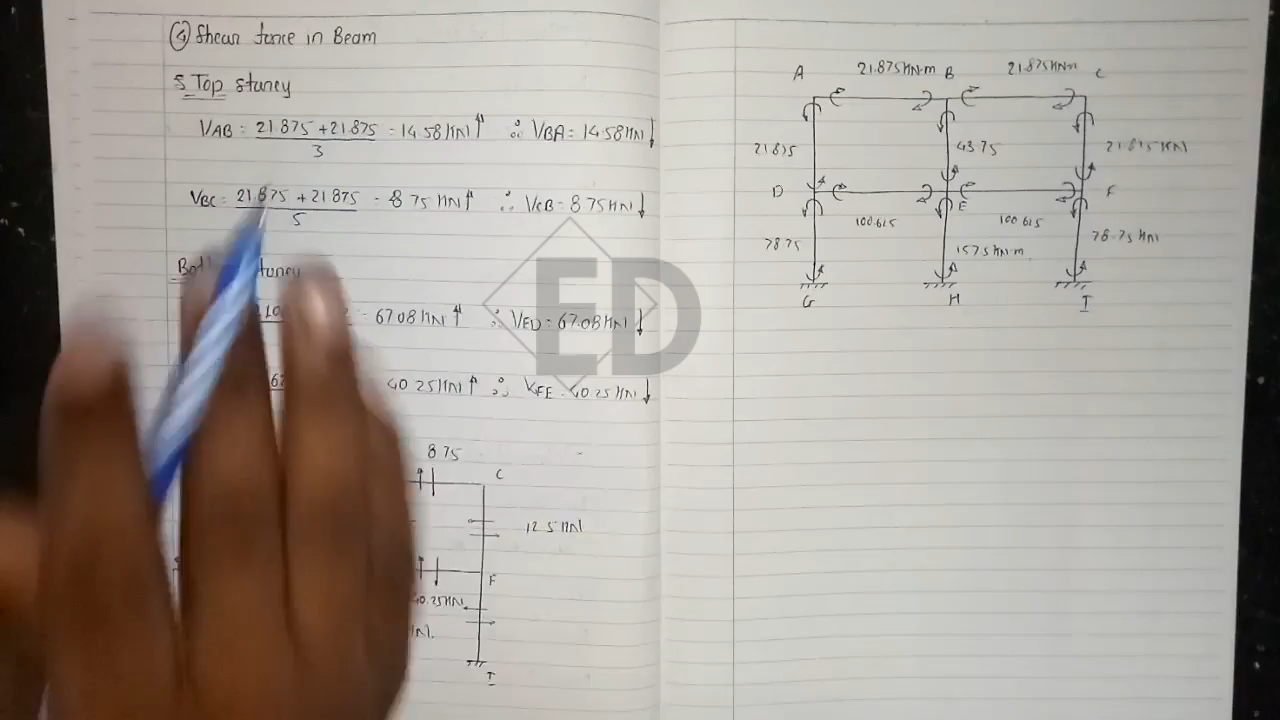 ④ Shear force in Beam
Top storey
VAB = 21.875 + 21.875 = 14.58 KN ↑ ∴ VBA = 14.58 KN ↓
3
VBC = 21.875 + 21.875 = 8.75 KN ↑ ∴ VCB = 8.75 KN ↓
5
67.08 KN ↑ ∴ VED = 67.08 KN ↓
40.25 KN ↑ ∴ VFE = 40.25 KN ↓
8.75 C
12.5 KN
F
40.25 KN
I
A 21.875 KN·m B 21.875 KN·m C
21.875 43.75 21.875 KN
D E F
100.625 100.625
78.75 157.5 KN·m 78.75 KN
G H I
ED